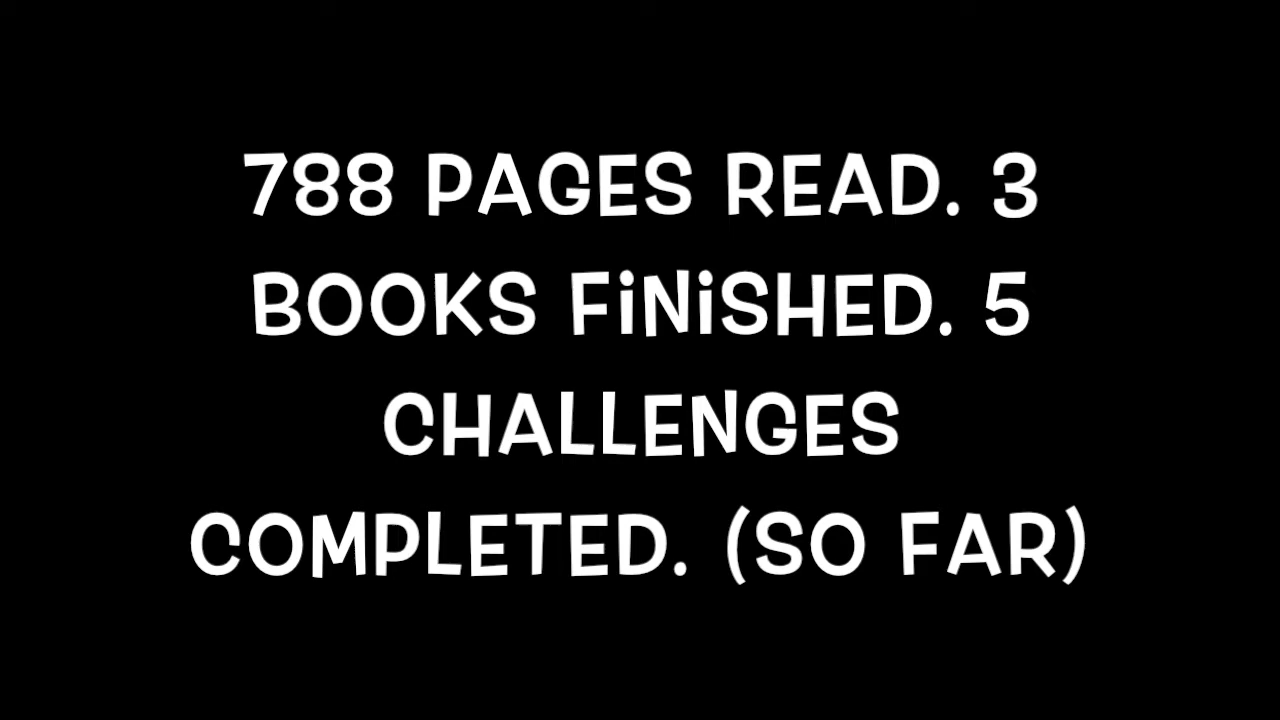 788 PAGES READ. 3
BOOKS FiNiSHED. 5
CHALLENGES
COMPLETED. (SO FAR)